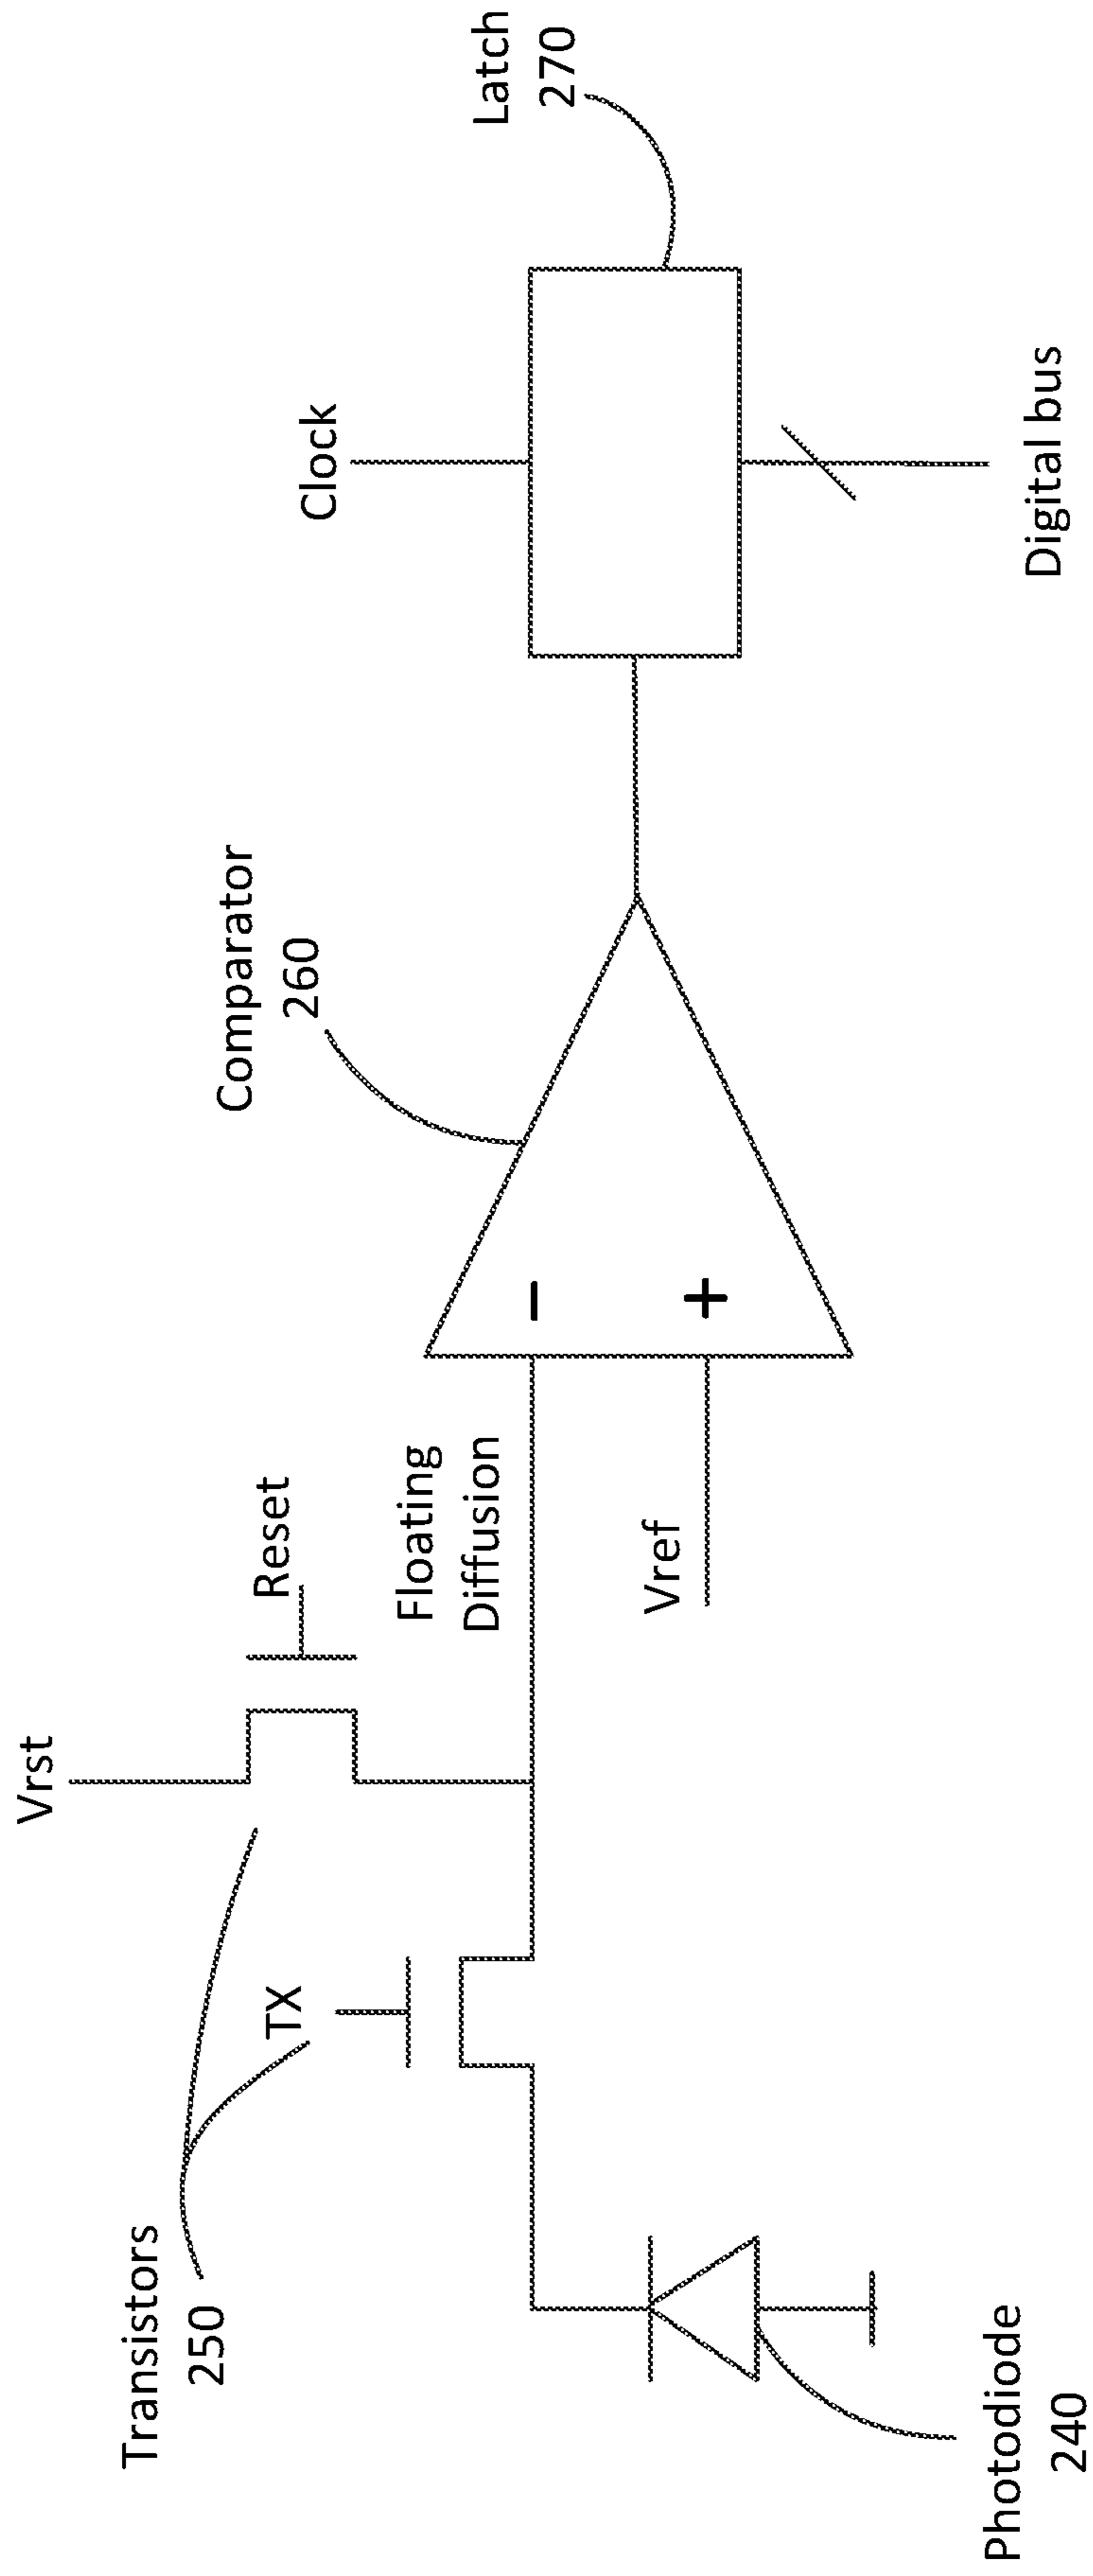 Vrst
Transistors
250
TX
Reset
Floating
Diffusion
Comparator
260
Clock
Latch
270
Vref
−
+
Photodiode
240
Digital bus